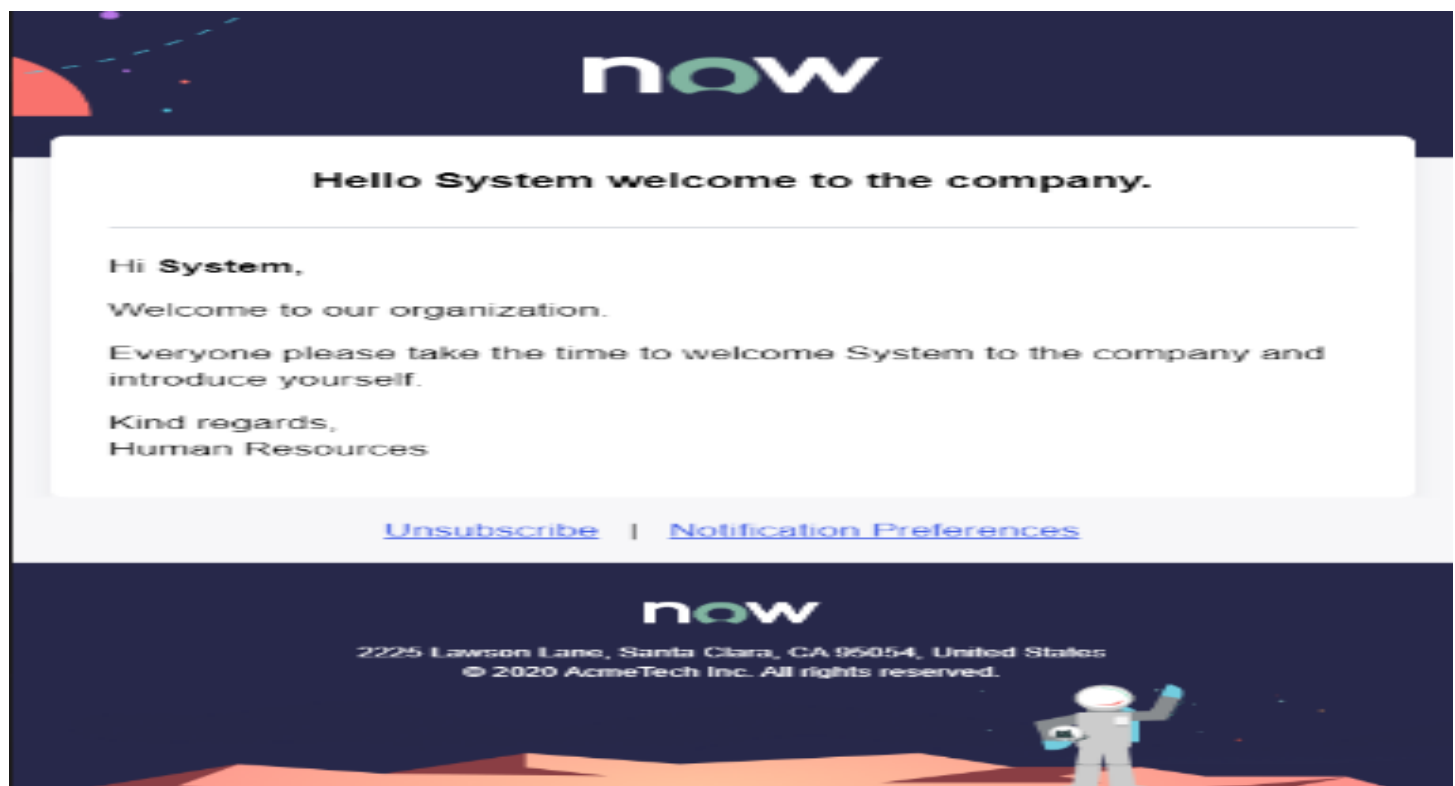 now
Hello System welcome to the company.
Hi System,
Welcome to our organization.
Everyone please take the time to welcome System to the company and
introduce yourself.
Kind regards,
Human Resources
Unsubscribe | Notification Preferences
now
2225 Lawson Lane, Santa Clara, CA 95054, United States
© 2020 AcmeTech Inc. All rights reserved.